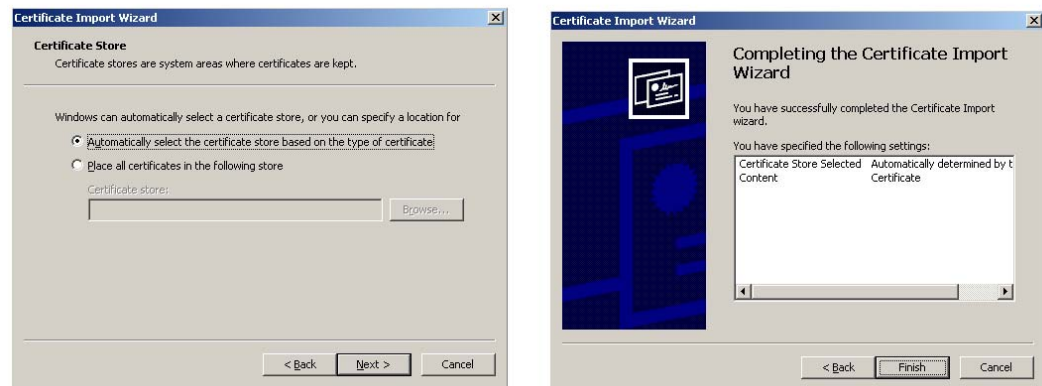 Certificate Import Wizard
Certificate Store
Certificate stores are system areas where certificates are kept.
Windows can automatically select a certificate store, or you can specify a location for
Automatically select the certificate store based on the type of certificate
Place all certificates in the following store
Certificate store:
Browse...
< Back
Next >
Cancel
Certificate Import Wizard
Completing the Certificate Import
Wizard
You have successfully completed the Certificate Import
wizard.
You have specified the following settings:
Certificate Store Selected Automatically determined by t
Content Certificate
< Back
Finish
Cancel